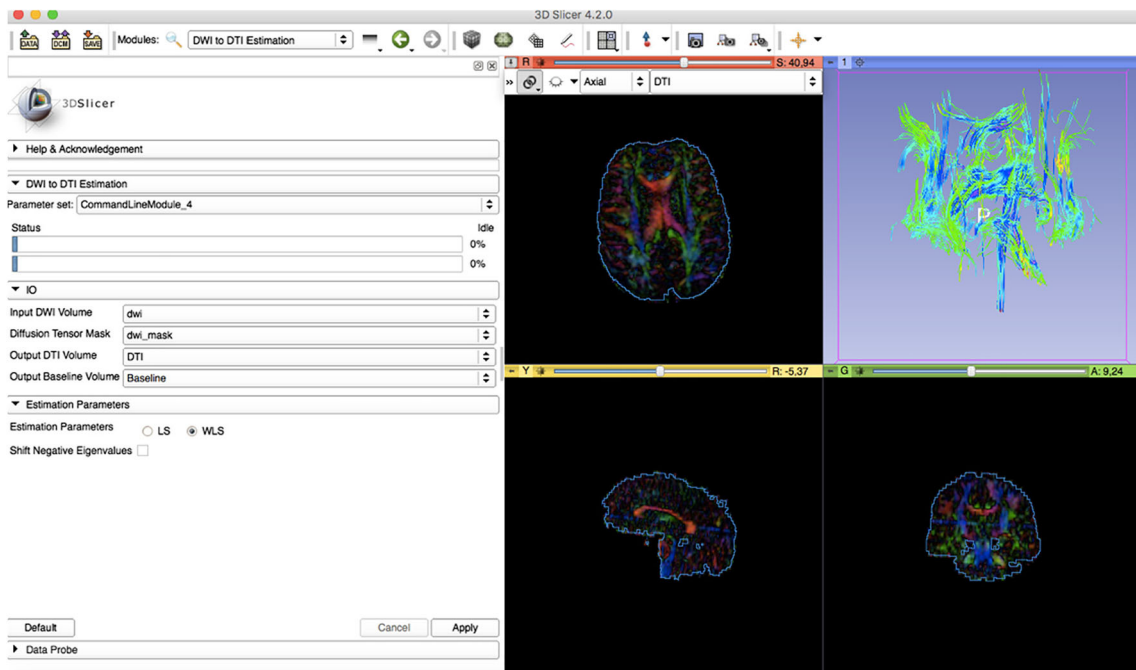 3D Slicer 4.2.0
DATA DCM SAVE Modules: DWI to DTI Estimation
R S: 40,94 1
3DSlicer » Axial DTI
Help & Acknowledgement
DWI to DTI Estimation
Parameter set: CommandLineModule_4
Status Idle
0%
0%
P
IO
Input DWI Volume dwi
Diffusion Tensor Mask dwi_mask
Output DTI Volume DTI
Output Baseline Volume Baseline
Y R: -5,37 G A: 9,24
Estimation Parameters
Estimation Parameters LS WLS
Shift Negative Eigenvalues
Default Cancel Apply
Data Probe